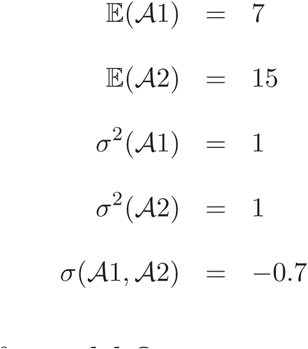 𝔼(𝒜1) = 7
𝔼(𝒜2) = 15
σ²(𝒜1) = 1
σ²(𝒜2) = 1
σ(𝒜1, 𝒜2) = −0.7